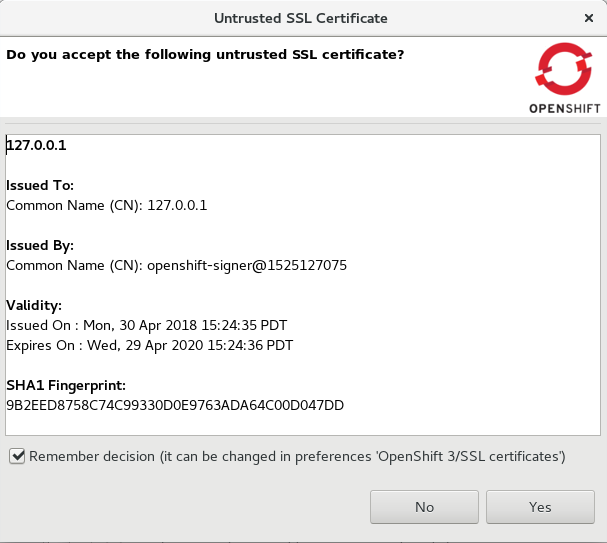 Untrusted SSL Certificate
Do you accept the following untrusted SSL certificate?
OPENSHIFT
127.0.0.1
Issued To:
Common Name (CN): 127.0.0.1
Issued By:
Common Name (CN): openshift-signer@1525127075
Validity:
Issued On : Mon, 30 Apr 2018 15:24:35 PDT
Expires On : Wed, 29 Apr 2020 15:24:36 PDT
SHA1 Fingerprint:
9B2EED8758C74C99330D0E9763ADA64C00D047DD
Remember decision (it can be changed in preferences 'OpenShift 3/SSL certificates')
No
Yes